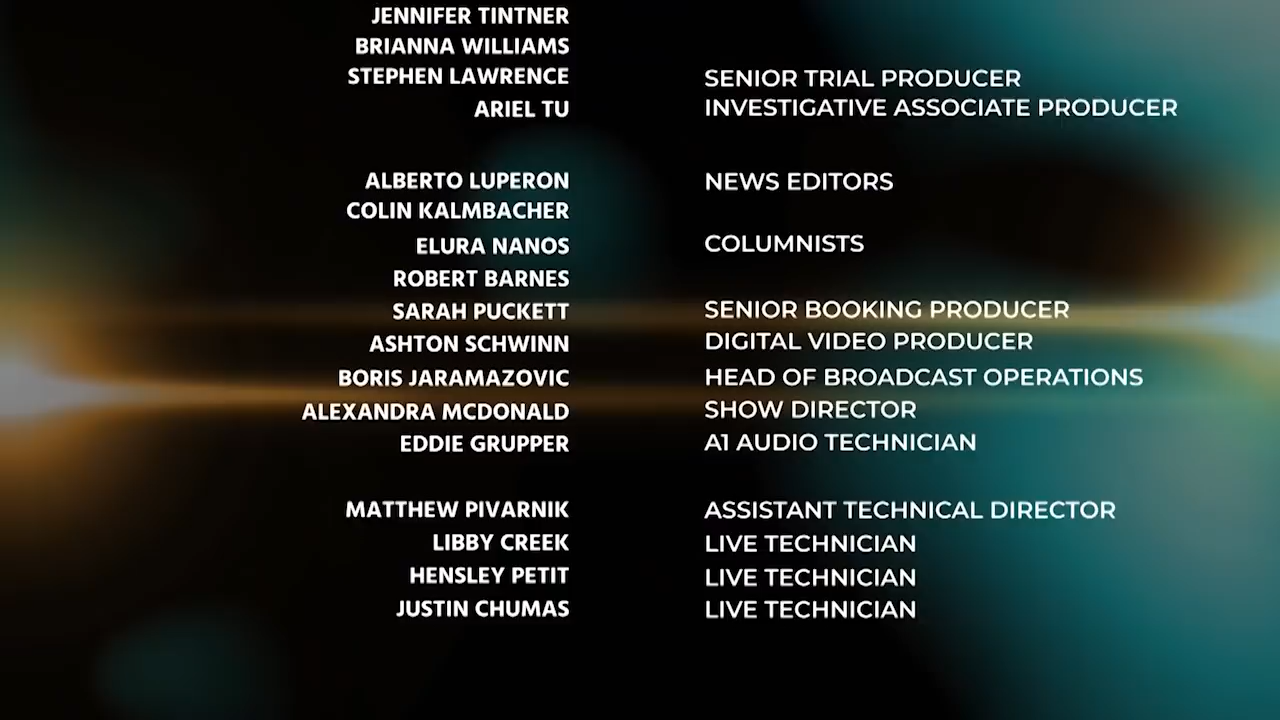 JENNIFER TINTNER
BRIANNA WILLIAMS
STEPHEN LAWRENCE SENIOR TRIAL PRODUCER
ARIEL TU INVESTIGATIVE ASSOCIATE PRODUCER
ALBERTO LUPERON NEWS EDITORS
COLIN KALMBACHER
ELURA NANOS COLUMNISTS
ROBERT BARNES
SARAH PUCKETT SENIOR BOOKING PRODUCER
ASHTON SCHWINN DIGITAL VIDEO PRODUCER
BORIS JARAMAZOVIC HEAD OF BROADCAST OPERATIONS
ALEXANDRA MCDONALD SHOW DIRECTOR
EDDIE GRUPPER A1 AUDIO TECHNICIAN
MATTHEW PIVARNIK ASSISTANT TECHNICAL DIRECTOR
LIBBY CREEK LIVE TECHNICIAN
HENSLEY PETIT LIVE TECHNICIAN
JUSTIN CHUMAS LIVE TECHNICIAN